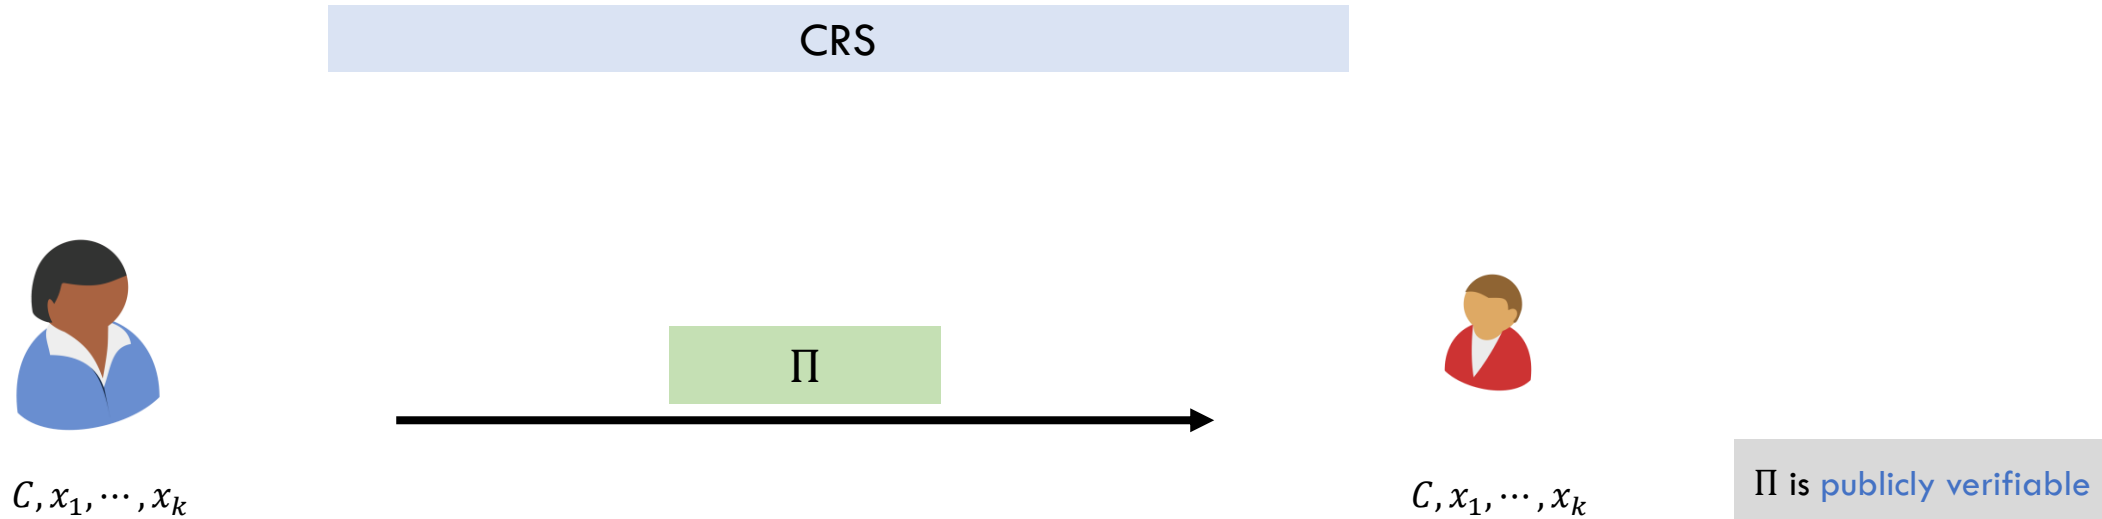 CRS
Π
C, x₁, ⋯, xₖ
C, x₁, ⋯, xₖ
Π is publicly verifiable